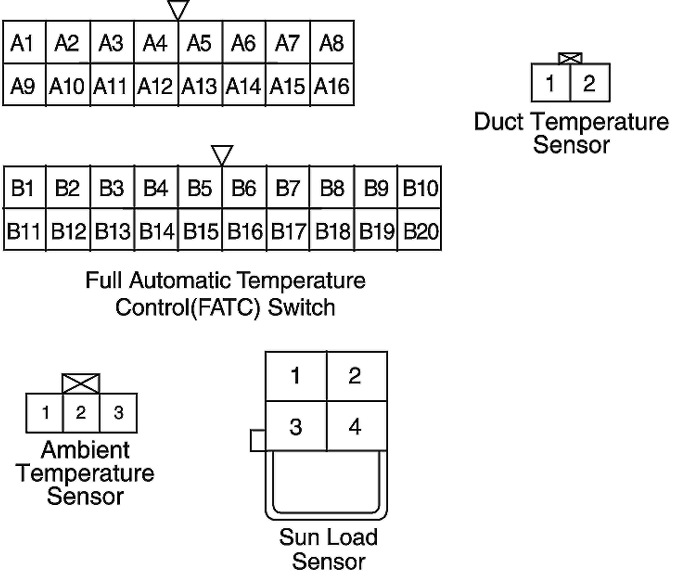 A1 A2 A3 A4 A5 A6 A7 A8
A9 A10 A11 A12 A13 A14 A15 A16
1 2
Duct Temperature
Sensor
B1 B2 B3 B4 B5 B6 B7 B8 B9 B10
B11 B12 B13 B14 B15 B16 B17 B18 B19 B20
Full Automatic Temperature
Control(FATC) Switch
1 2 3
Ambient
Temperature
Sensor
1 2
3 4
Sun Load
Sensor